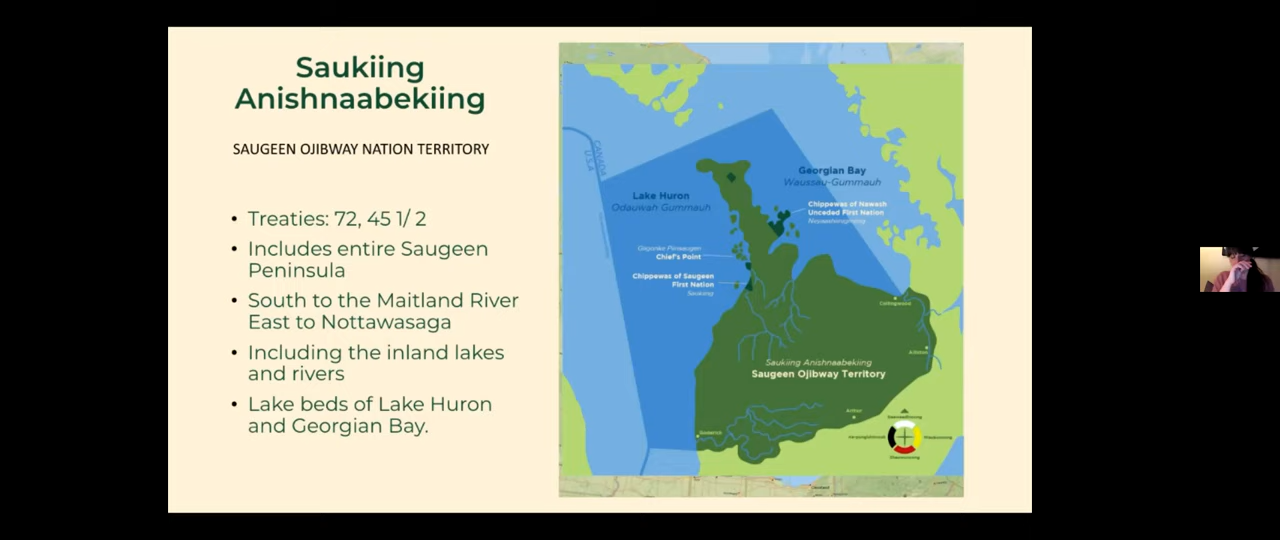 Saukiing
Anishnaabekiing
SAUGEEN OJIBWAY NATION TERRITORY
• Treaties: 72, 45 1/ 2
• Includes entire Saugeen
Peninsula
• South to the Maitland River
East to Nottawasaga
• Including the inland lakes
and rivers
• Lake beds of Lake Huron
and Georgian Bay.
CANADA
U.S.A
Lake Huron
Odauwah Gummauh
Georgian Bay
Waussau-Gummauh
Chippewas of Nawash
Unceded First Nation
Chief's Point
Chippewas of Saugeen
First Nation
Saukiing
Collingwood
Alliston
Saukiing Anishnaabekiing
Saugeen Ojibway Territory
Arthur
Goderich